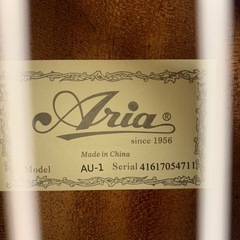 Aria®
since 1956
Made in China
Model AU-1 Serial 41617054711